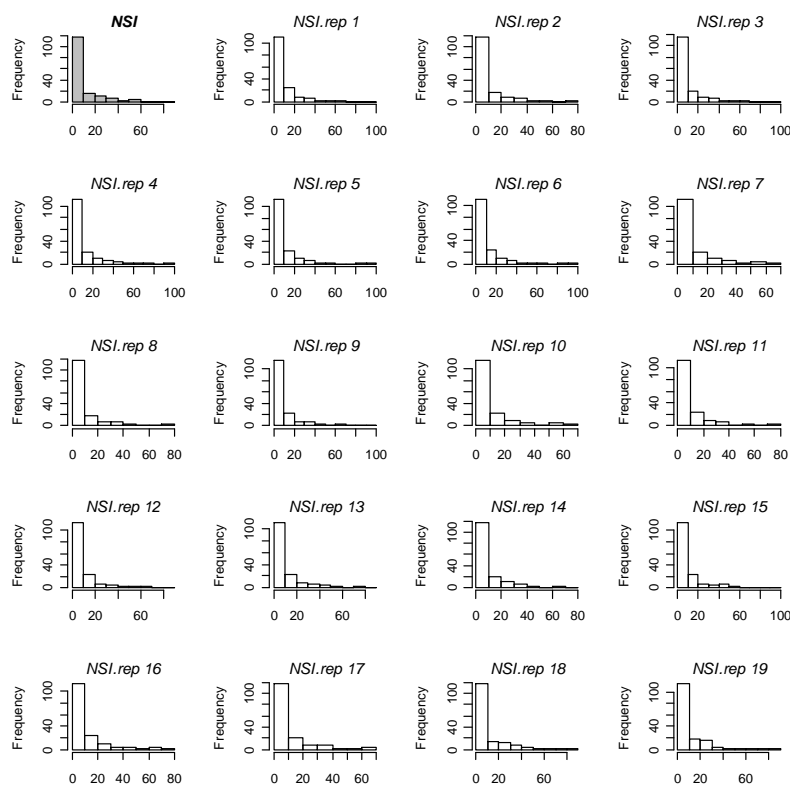 NSI
Frequency
0 40 100
0 20 60
NSI.rep 1
Frequency
0 40 100
0 20 60 100
NSI.rep 2
Frequency
0 40 100
0 20 40 60 80
NSI.rep 3
Frequency
0 40 100
0 20 60 100
NSI.rep 4
Frequency
0 40 100
0 20 60 100
NSI.rep 5
Frequency
0 40 100
0 20 60 100
NSI.rep 6
Frequency
0 40 100
0 20 60 100
NSI.rep 7
Frequency
0 40 100
0 20 40 60
NSI.rep 8
Frequency
0 40 100
0 20 40 60 80
NSI.rep 9
Frequency
0 40 100
0 20 60 100
NSI.rep 10
Frequency
0 40 100
0 20 40 60
NSI.rep 11
Frequency
0 40 100
0 20 40 60 80
NSI.rep 12
Frequency
0 40 100
0 20 60
NSI.rep 13
Frequency
0 40 100
0 20 60
NSI.rep 14
Frequency
0 40 100
0 20 40 60 80
NSI.rep 15
Frequency
0 40 100
0 20 60 100
NSI.rep 16
Frequency
0 40 100
0 20 40 60 80
NSI.rep 17
Frequency
0 40 100
0 20 40 60
NSI.rep 18
Frequency
0 40 100
0 20 60
NSI.rep 19
Frequency
0 40 100
0 20 60